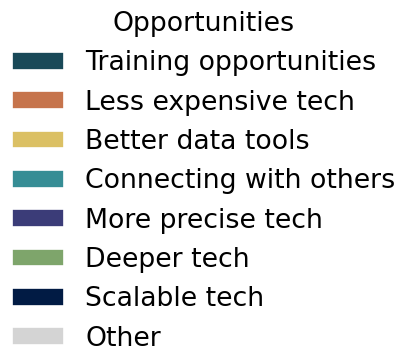 Opportunities
Training opportunities
Less expensive tech
Better data tools
Connecting with others
More precise tech
Deeper tech
Scalable tech
Other